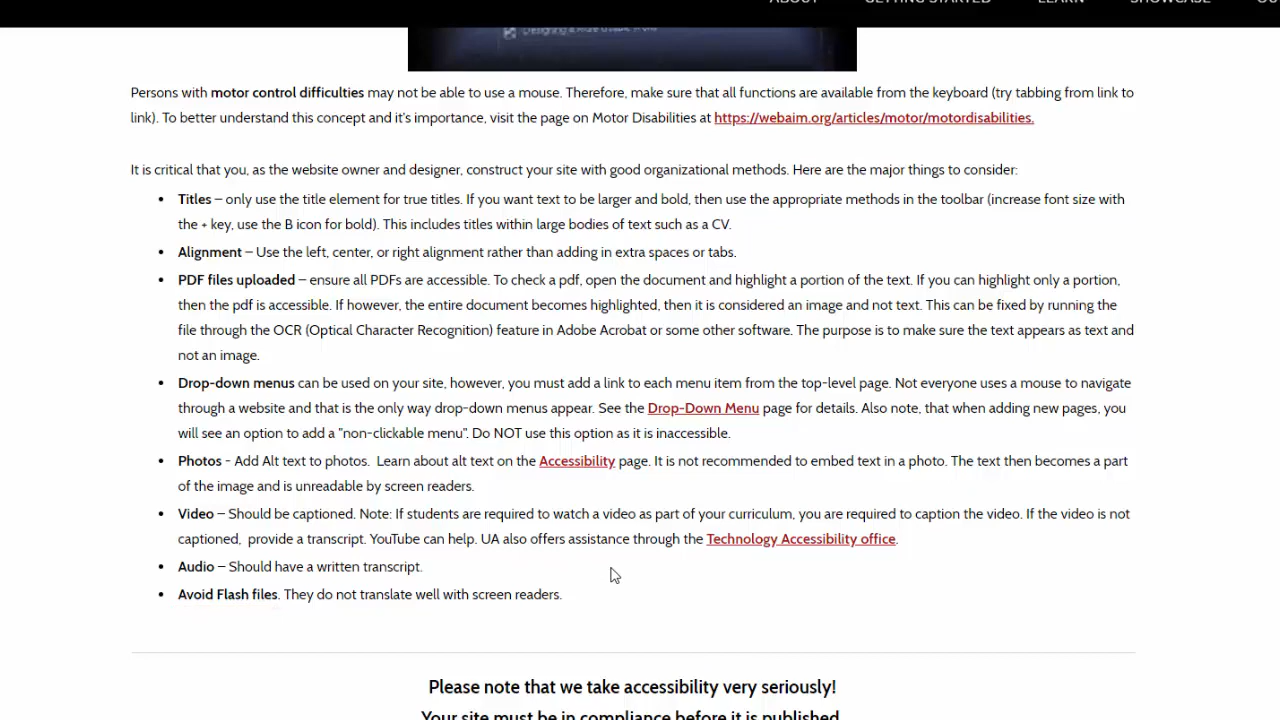 ABOUT GETTING STARTED LEARN SHOWCASE
Designing a More Usable World
Persons with motor control difficulties may not be able to use a mouse. Therefore, make sure that all functions are available from the keyboard (try tabbing from link to
link). To better understand this concept and it's importance, visit the page on Motor Disabilities at https://webaim.org/articles/motor/motordisabilities.
It is critical that you, as the website owner and designer, construct your site with good organizational methods. Here are the major things to consider:
• Titles – only use the title element for true titles. If you want text to be larger and bold, then use the appropriate methods in the toolbar (increase font size with
the + key, use the B icon for bold). This includes titles within large bodies of text such as a CV.
• Alignment – Use the left, center, or right alignment rather than adding in extra spaces or tabs.
• PDF files uploaded – ensure all PDFs are accessible. To check a pdf, open the document and highlight a portion of the text. If you can highlight only a portion,
then the pdf is accessible. If however, the entire document becomes highlighted, then it is considered an image and not text. This can be fixed by running the
file through the OCR (Optical Character Recognition) feature in Adobe Acrobat or some other software. The purpose is to make sure the text appears as text and
not an image.
• Drop-down menus can be used on your site, however, you must add a link to each menu item from the top-level page. Not everyone uses a mouse to navigate
through a website and that is the only way drop-down menus appear. See the Drop-Down Menu page for details. Also note, that when adding new pages, you
will see an option to add a "non-clickable menu". Do NOT use this option as it is inaccessible.
• Photos - Add Alt text to photos. Learn about alt text on the Accessibility page. It is not recommended to embed text in a photo. The text then becomes a part
of the image and is unreadable by screen readers.
• Video – Should be captioned. Note: If students are required to watch a video as part of your curriculum, you are required to caption the video. If the video is not
captioned, provide a transcript. YouTube can help. UA also offers assistance through the Technology Accessibility office.
• Audio – Should have a written transcript.
• Avoid Flash files. They do not translate well with screen readers.
Please note that we take accessibility very seriously!
Your site must be in compliance before it is published